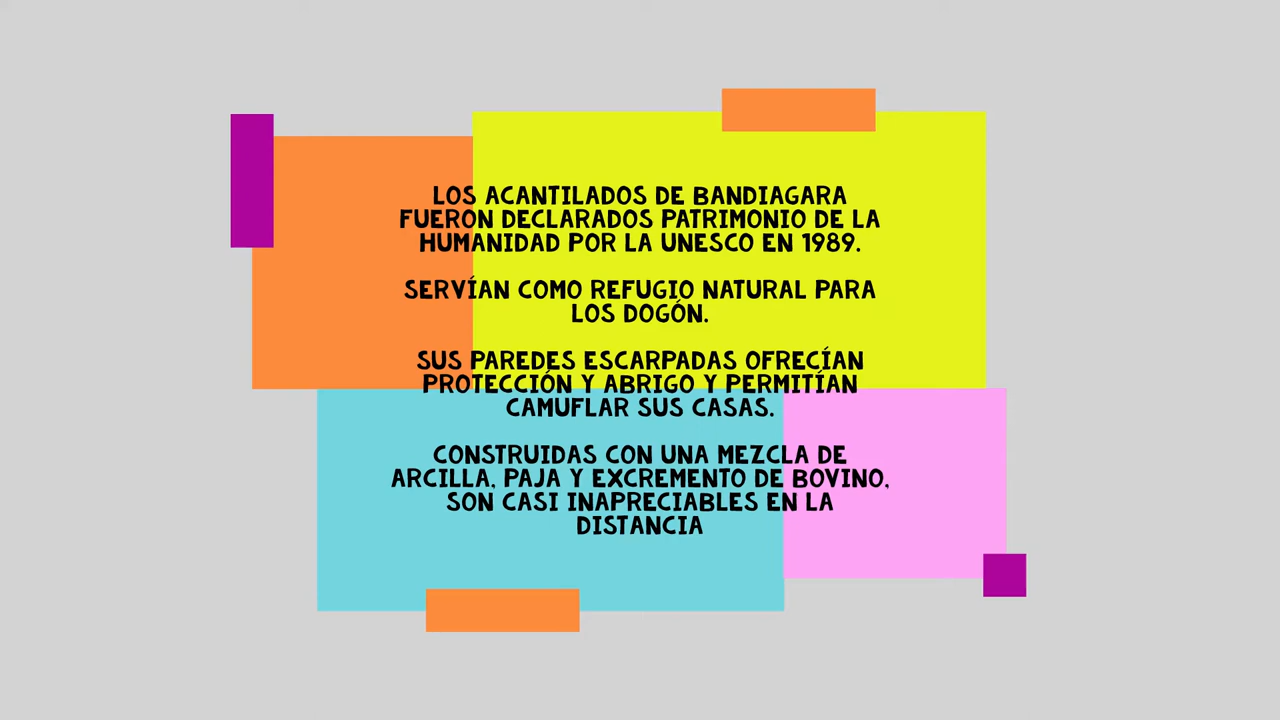 LOS ACANTILADOS DE BANDIAGARA
FUERON DECLARADOS PATRIMONIO DE LA
HUMANIDAD POR LA UNESCO EN 1989.
SERVÍAN COMO REFUGIO NATURAL PARA
LOS DOGÓN.
SUS PAREDES ESCARPADAS OFRECÍAN
PROTECCIÓN Y ABRIGO Y PERMITÍAN
CAMUFLAR SUS CASAS.
CONSTRUIDAS CON UNA MEZCLA DE
ARCILLA, PAJA Y EXCREMENTO DE BOVINO,
SON CASI INAPRECIABLES EN LA
DISTANCIA